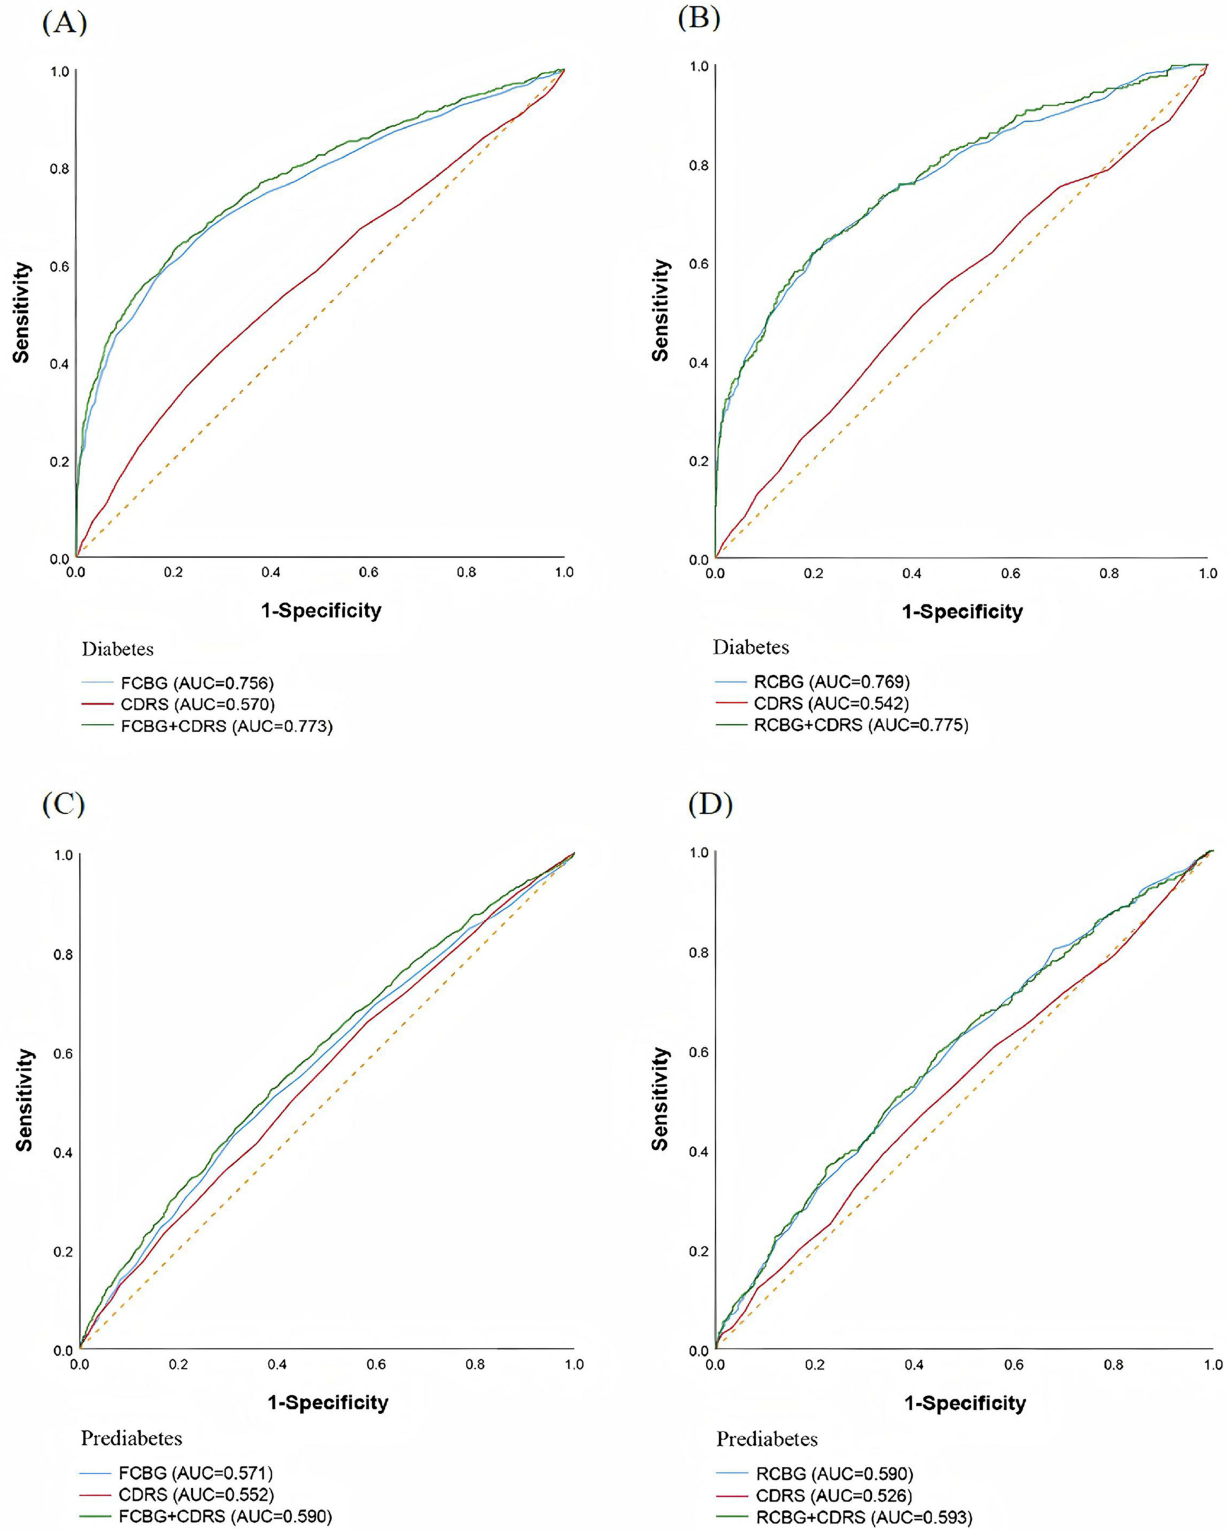 (A)
1.0
0.8
0.6
0.4
0.2
0.0
Sensitivity
0.0 0.2 0.4 0.6 0.8 1.0
1-Specificity
Diabetes
FCBG (AUC=0.756)
CDRS (AUC=0.570)
FCBG+CDRS (AUC=0.773)
(B)
1.0
0.8
0.6
0.4
0.2
0.0
Sensitivity
0.0 0.2 0.4 0.6 0.8 1.0
1-Specificity
Diabetes
RCBG (AUC=0.769)
CDRS (AUC=0.542)
RCBG+CDRS (AUC=0.775)
(C)
1.0
0.8
0.6
0.4
0.2
0.0
Sensitivity
0.0 0.2 0.4 0.6 0.8 1.0
1-Specificity
Prediabetes
FCBG (AUC=0.571)
CDRS (AUC=0.552)
FCBG+CDRS (AUC=0.590)
(D)
1.0
0.8
0.6
0.4
0.2
0.0
Sensitivity
0.0 0.2 0.4 0.6 0.8 1.0
1-Specificity
Prediabetes
RCBG (AUC=0.590)
CDRS (AUC=0.526)
RCBG+CDRS (AUC=0.593)